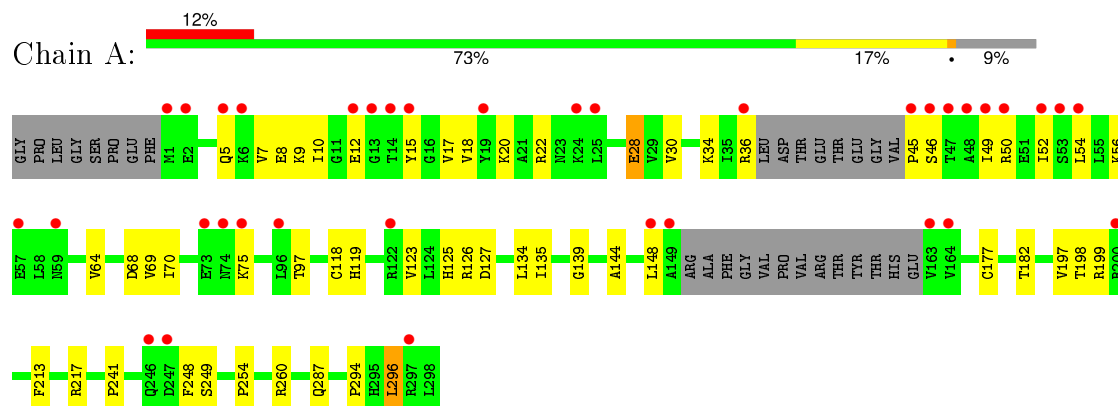 12%
Chain A:
73% 17% • 9%
GLY PRO LEU GLY SER PRO GLU PHE M1 E2 Q5 K6 V7 E8 K9 I10 G11 E12 G13 T14 Y15 G16 V17 V18 Y19 K20 A21 R22 N23 K24 L25 E28 V29 V30 K34 I35 R36 LEU ASP THR GLU THR GLU GLY VAL P45 S46 T47 A48 I49 R50 E51 I52 S53 L54 L55 K56
E57 L58 N59 V64 D68 V69 I70 E73 N74 K75 L96 T97 C118 H119 R122 V123 L124 H125 R126 D127 L134 I135 G139 A144 L148 A149 ARG ALA PHE GLY VAL PRO VAL ARG THR TYR THR HIS GLU V163 V164 C177 T182 V197 T198 R199 R200
F213 R217 P241 Q246 D247 F248 S249 P254 R260 Q287 P294 H295 L296 R297 L298